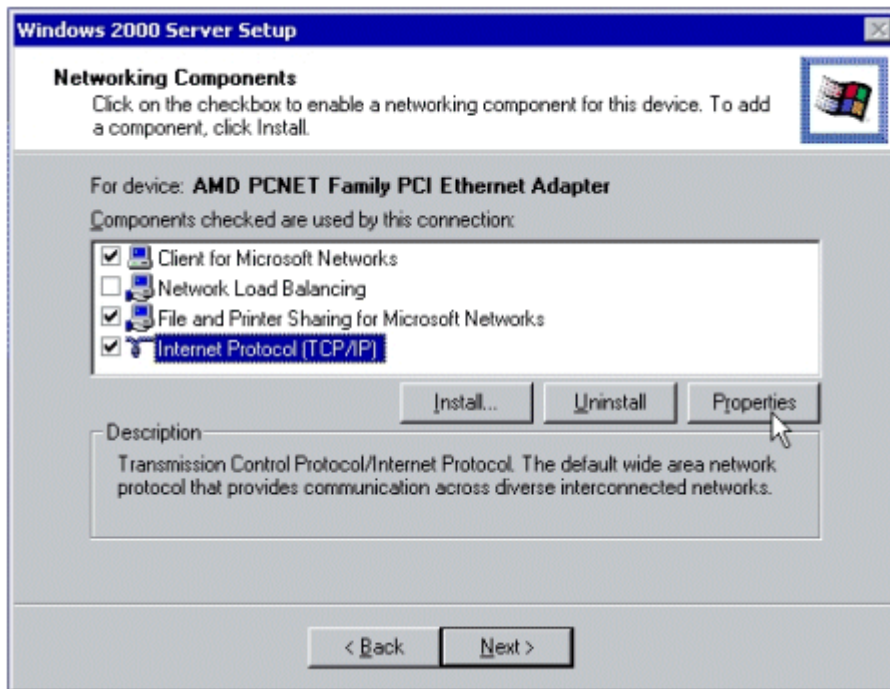 Windows 2000 Server Setup
Networking Components
Click on the checkbox to enable a networking component for this device. To add
a component, click Install.
For device: AMD PCNET Family PCI Ethernet Adapter
Components checked are used by this connection:
Client for Microsoft Networks
Network Load Balancing
File and Printer Sharing for Microsoft Networks
Internet Protocol (TCP/IP)
Install... Uninstall Properties
Description
Transmission Control Protocol/Internet Protocol. The default wide area network
protocol that provides communication across diverse interconnected networks.
< Back Next >